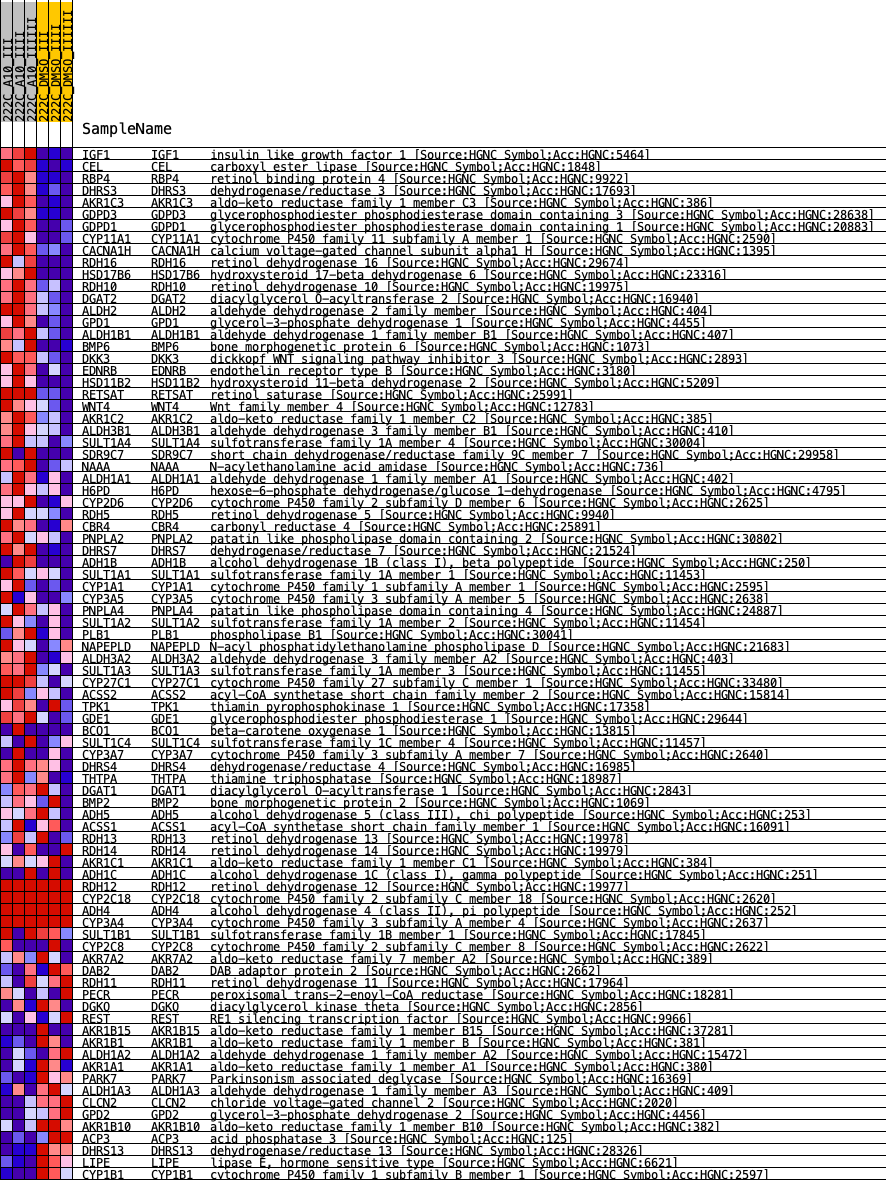 222C_A10_III
222C_A10_IIII
222C_A10_IIIIII
222C_DMSO_III
222C_DMSO_IIII
222C_DMSO_IIIIII
SampleName
IGF1 IGF1 insulin like growth factor 1 [Source:HGNC Symbol;Acc:HGNC:5464]
CEL CEL carboxyl ester lipase [Source:HGNC Symbol;Acc:HGNC:1848]
RBP4 RBP4 retinol binding protein 4 [Source:HGNC Symbol;Acc:HGNC:9922]
DHRS3 DHRS3 dehydrogenase/reductase 3 [Source:HGNC Symbol;Acc:HGNC:17693]
AKR1C3 AKR1C3 aldo-keto reductase family 1 member C3 [Source:HGNC Symbol;Acc:HGNC:386]
GDPD3 GDPD3 glycerophosphodiester phosphodiesterase domain containing 3 [Source:HGNC Symbol;Acc:HGNC:28638]
GDPD1 GDPD1 glycerophosphodiester phosphodiesterase domain containing 1 [Source:HGNC Symbol;Acc:HGNC:20883]
CYP11A1 CYP11A1 cytochrome P450 family 11 subfamily A member 1 [Source:HGNC Symbol;Acc:HGNC:2590]
CACNA1H CACNA1H calcium voltage-gated channel subunit alpha1 H [Source:HGNC Symbol;Acc:HGNC:1395]
RDH16 RDH16 retinol dehydrogenase 16 [Source:HGNC Symbol;Acc:HGNC:29674]
HSD17B6 HSD17B6 hydroxysteroid 17-beta dehydrogenase 6 [Source:HGNC Symbol;Acc:HGNC:23316]
RDH10 RDH10 retinol dehydrogenase 10 [Source:HGNC Symbol;Acc:HGNC:19975]
DGAT2 DGAT2 diacylglycerol O-acyltransferase 2 [Source:HGNC Symbol;Acc:HGNC:16940]
ALDH2 ALDH2 aldehyde dehydrogenase 2 family member [Source:HGNC Symbol;Acc:HGNC:404]
GPD1 GPD1 glycerol-3-phosphate dehydrogenase 1 [Source:HGNC Symbol;Acc:HGNC:4455]
ALDH1B1 ALDH1B1 aldehyde dehydrogenase 1 family member B1 [Source:HGNC Symbol;Acc:HGNC:407]
BMP6 BMP6 bone morphogenetic protein 6 [Source:HGNC Symbol;Acc:HGNC:1073]
DKK3 DKK3 dickkopf WNT signaling pathway inhibitor 3 [Source:HGNC Symbol;Acc:HGNC:2893]
EDNRB EDNRB endothelin receptor type B [Source:HGNC Symbol;Acc:HGNC:3180]
HSD11B2 HSD11B2 hydroxysteroid 11-beta dehydrogenase 2 [Source:HGNC Symbol;Acc:HGNC:5209]
RETSAT RETSAT retinol saturase [Source:HGNC Symbol;Acc:HGNC:25991]
WNT4 WNT4 Wnt family member 4 [Source:HGNC Symbol;Acc:HGNC:12783]
AKR1C2 AKR1C2 aldo-keto reductase family 1 member C2 [Source:HGNC Symbol;Acc:HGNC:385]
ALDH3B1 ALDH3B1 aldehyde dehydrogenase 3 family member B1 [Source:HGNC Symbol;Acc:HGNC:410]
SULT1A4 SULT1A4 sulfotransferase family 1A member 4 [Source:HGNC Symbol;Acc:HGNC:30004]
SDR9C7 SDR9C7 short chain dehydrogenase/reductase family 9C member 7 [Source:HGNC Symbol;Acc:HGNC:29958]
NAAA NAAA N-acylethanolamine acid amidase [Source:HGNC Symbol;Acc:HGNC:736]
ALDH1A1 ALDH1A1 aldehyde dehydrogenase 1 family member A1 [Source:HGNC Symbol;Acc:HGNC:402]
H6PD H6PD hexose-6-phosphate dehydrogenase/glucose 1-dehydrogenase [Source:HGNC Symbol;Acc:HGNC:4795]
CYP2D6 CYP2D6 cytochrome P450 family 2 subfamily D member 6 [Source:HGNC Symbol;Acc:HGNC:2625]
RDH5 RDH5 retinol dehydrogenase 5 [Source:HGNC Symbol;Acc:HGNC:9940]
CBR4 CBR4 carbonyl reductase 4 [Source:HGNC Symbol;Acc:HGNC:25891]
PNPLA2 PNPLA2 patatin like phospholipase domain containing 2 [Source:HGNC Symbol;Acc:HGNC:30802]
DHRS7 DHRS7 dehydrogenase/reductase 7 [Source:HGNC Symbol;Acc:HGNC:21524]
ADH1B ADH1B alcohol dehydrogenase 1B (class I), beta polypeptide [Source:HGNC Symbol;Acc:HGNC:250]
SULT1A1 SULT1A1 sulfotransferase family 1A member 1 [Source:HGNC Symbol;Acc:HGNC:11453]
CYP1A1 CYP1A1 cytochrome P450 family 1 subfamily A member 1 [Source:HGNC Symbol;Acc:HGNC:2595]
CYP3A5 CYP3A5 cytochrome P450 family 3 subfamily A member 5 [Source:HGNC Symbol;Acc:HGNC:2638]
PNPLA4 PNPLA4 patatin like phospholipase domain containing 4 [Source:HGNC Symbol;Acc:HGNC:24887]
SULT1A2 SULT1A2 sulfotransferase family 1A member 2 [Source:HGNC Symbol;Acc:HGNC:11454]
PLB1 PLB1 phospholipase B1 [Source:HGNC Symbol;Acc:HGNC:30041]
NAPEPLD NAPEPLD N-acyl phosphatidylethanolamine phospholipase D [Source:HGNC Symbol;Acc:HGNC:21683]
ALDH3A2 ALDH3A2 aldehyde dehydrogenase 3 family member A2 [Source:HGNC Symbol;Acc:HGNC:403]
SULT1A3 SULT1A3 sulfotransferase family 1A member 3 [Source:HGNC Symbol;Acc:HGNC:11455]
CYP27C1 CYP27C1 cytochrome P450 family 27 subfamily C member 1 [Source:HGNC Symbol;Acc:HGNC:33480]
ACSS2 ACSS2 acyl-CoA synthetase short chain family member 2 [Source:HGNC Symbol;Acc:HGNC:15814]
TPK1 TPK1 thiamin pyrophosphokinase 1 [Source:HGNC Symbol;Acc:HGNC:17358]
GDE1 GDE1 glycerophosphodiester phosphodiesterase 1 [Source:HGNC Symbol;Acc:HGNC:29644]
BCO1 BCO1 beta-carotene oxygenase 1 [Source:HGNC Symbol;Acc:HGNC:13815]
SULT1C4 SULT1C4 sulfotransferase family 1C member 4 [Source:HGNC Symbol;Acc:HGNC:11457]
CYP3A7 CYP3A7 cytochrome P450 family 3 subfamily A member 7 [Source:HGNC Symbol;Acc:HGNC:2640]
DHRS4 DHRS4 dehydrogenase/reductase 4 [Source:HGNC Symbol;Acc:HGNC:16985]
THTPA THTPA thiamine triphosphatase [Source:HGNC Symbol;Acc:HGNC:18987]
DGAT1 DGAT1 diacylglycerol O-acyltransferase 1 [Source:HGNC Symbol;Acc:HGNC:2843]
BMP2 BMP2 bone morphogenetic protein 2 [Source:HGNC Symbol;Acc:HGNC:1069]
ADH5 ADH5 alcohol dehydrogenase 5 (class III), chi polypeptide [Source:HGNC Symbol;Acc:HGNC:253]
ACSS1 ACSS1 acyl-CoA synthetase short chain family member 1 [Source:HGNC Symbol;Acc:HGNC:16091]
RDH13 RDH13 retinol dehydrogenase 13 [Source:HGNC Symbol;Acc:HGNC:19978]
RDH14 RDH14 retinol dehydrogenase 14 [Source:HGNC Symbol;Acc:HGNC:19979]
AKR1C1 AKR1C1 aldo-keto reductase family 1 member C1 [Source:HGNC Symbol;Acc:HGNC:384]
ADH1C ADH1C alcohol dehydrogenase 1C (class I), gamma polypeptide [Source:HGNC Symbol;Acc:HGNC:251]
RDH12 RDH12 retinol dehydrogenase 12 [Source:HGNC Symbol;Acc:HGNC:19977]
CYP2C18 CYP2C18 cytochrome P450 family 2 subfamily C member 18 [Source:HGNC Symbol;Acc:HGNC:2620]
ADH4 ADH4 alcohol dehydrogenase 4 (class II), pi polypeptide [Source:HGNC Symbol;Acc:HGNC:252]
CYP3A4 CYP3A4 cytochrome P450 family 3 subfamily A member 4 [Source:HGNC Symbol;Acc:HGNC:2637]
SULT1B1 SULT1B1 sulfotransferase family 1B member 1 [Source:HGNC Symbol;Acc:HGNC:17845]
CYP2C8 CYP2C8 cytochrome P450 family 2 subfamily C member 8 [Source:HGNC Symbol;Acc:HGNC:2622]
AKR7A2 AKR7A2 aldo-keto reductase family 7 member A2 [Source:HGNC Symbol;Acc:HGNC:389]
DAB2 DAB2 DAB adaptor protein 2 [Source:HGNC Symbol;Acc:HGNC:2662]
RDH11 RDH11 retinol dehydrogenase 11 [Source:HGNC Symbol;Acc:HGNC:17964]
PECR PECR peroxisomal trans-2-enoyl-CoA reductase [Source:HGNC Symbol;Acc:HGNC:18281]
DGKQ DGKQ diacylglycerol kinase theta [Source:HGNC Symbol;Acc:HGNC:2856]
REST REST RE1 silencing transcription factor [Source:HGNC Symbol;Acc:HGNC:9966]
AKR1B15 AKR1B15 aldo-keto reductase family 1 member B15 [Source:HGNC Symbol;Acc:HGNC:37281]
AKR1B1 AKR1B1 aldo-keto reductase family 1 member B [Source:HGNC Symbol;Acc:HGNC:381]
ALDH1A2 ALDH1A2 aldehyde dehydrogenase 1 family member A2 [Source:HGNC Symbol;Acc:HGNC:15472]
AKR1A1 AKR1A1 aldo-keto reductase family 1 member A1 [Source:HGNC Symbol;Acc:HGNC:380]
PARK7 PARK7 Parkinsonism associated deglycase [Source:HGNC Symbol;Acc:HGNC:16369]
ALDH1A3 ALDH1A3 aldehyde dehydrogenase 1 family member A3 [Source:HGNC Symbol;Acc:HGNC:409]
CLCN2 CLCN2 chloride voltage-gated channel 2 [Source:HGNC Symbol;Acc:HGNC:2020]
GPD2 GPD2 glycerol-3-phosphate dehydrogenase 2 [Source:HGNC Symbol;Acc:HGNC:4456]
AKR1B10 AKR1B10 aldo-keto reductase family 1 member B10 [Source:HGNC Symbol;Acc:HGNC:382]
ACP3 ACP3 acid phosphatase 3 [Source:HGNC Symbol;Acc:HGNC:125]
DHRS13 DHRS13 dehydrogenase/reductase 13 [Source:HGNC Symbol;Acc:HGNC:28326]
LIPE LIPE lipase E, hormone sensitive type [Source:HGNC Symbol;Acc:HGNC:6621]
CYP1B1 CYP1B1 cytochrome P450 family 1 subfamily B member 1 [Source:HGNC Symbol;Acc:HGNC:2597]